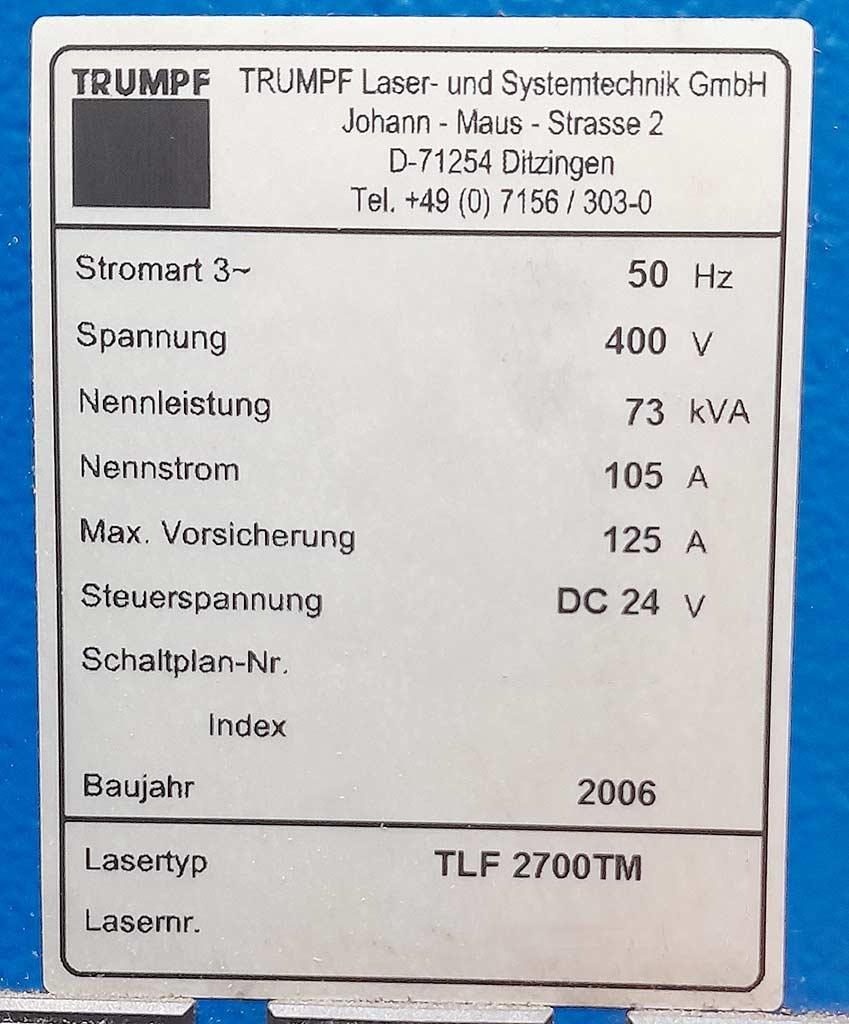 TRUMPF
TRUMPF Laser- und Systemtechnik GmbH
Johann - Maus - Strasse 2
D-71254 Ditzingen
Tel. +49 (0) 7156 / 303-0
Stromart 3~ 50 Hz
Spannung 400 V
Nennleistung 73 kVA
Nennstrom 105 A
Max. Vorsicherung 125 A
Steuerspannung DC 24 V
Schaltplan-Nr.
Index
Baujahr 2006
Lasertyp TLF 2700TM
Lasernr.